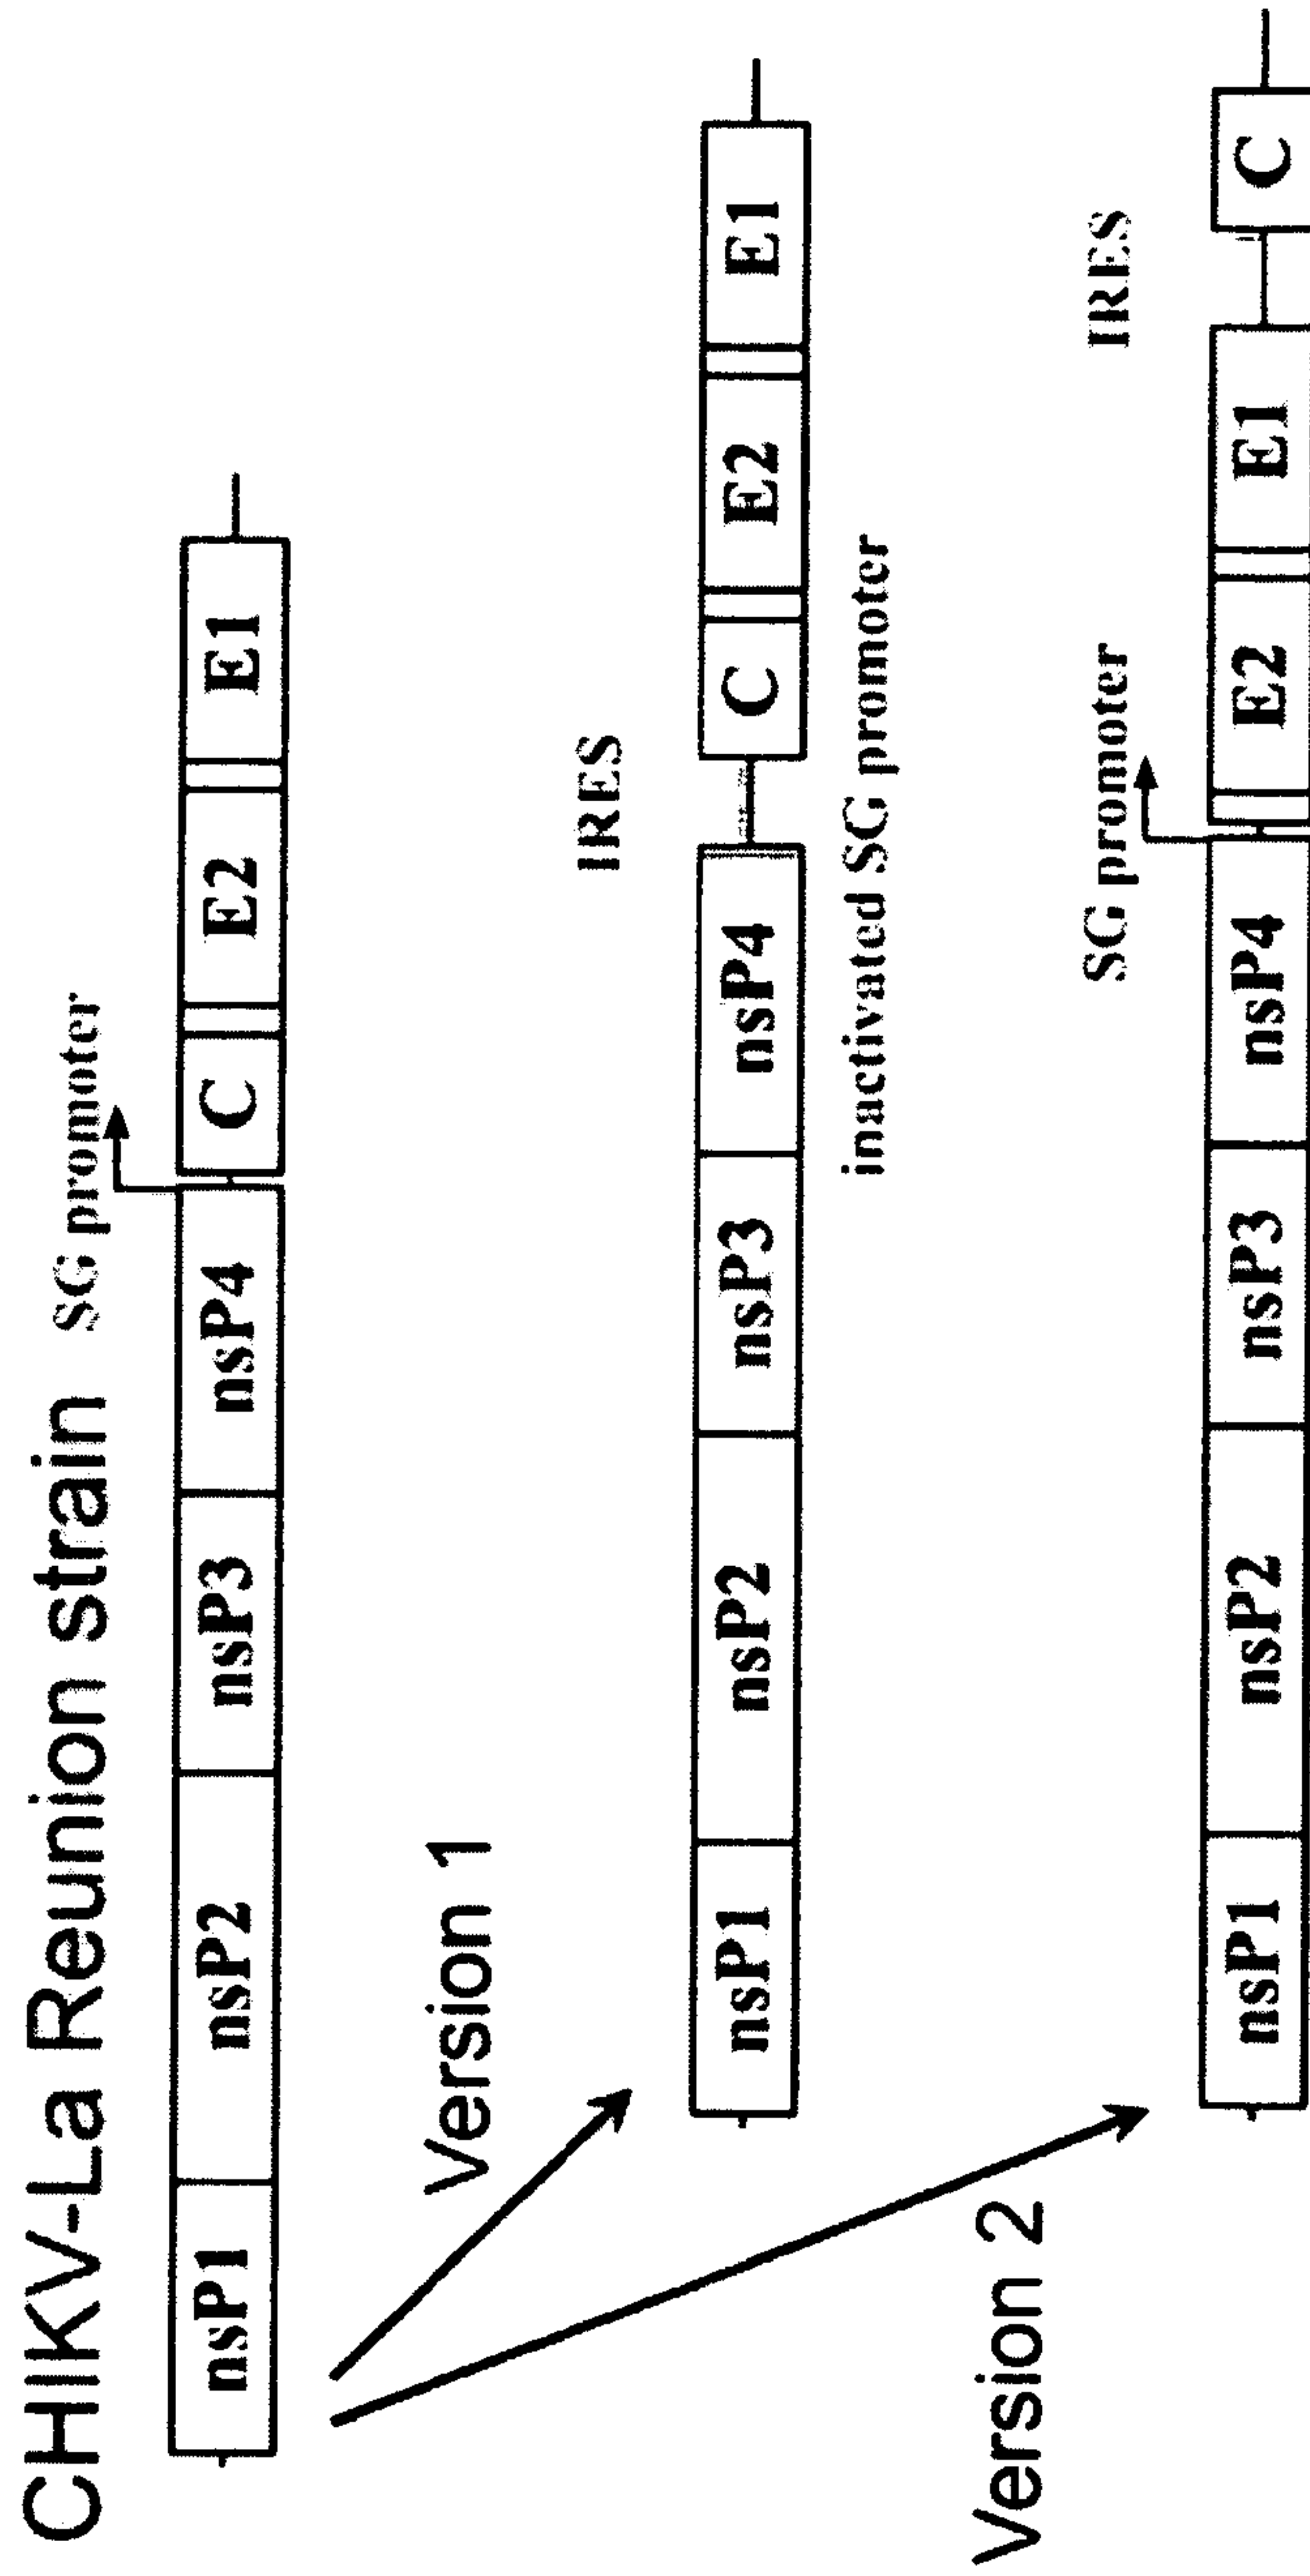 CHIKV-La Reunion strain SG promoter
nsP1 nsP2 nsP3 nsP4 C E2 E1
Version 1
IRES
nsP1 nsP2 nsP3 nsP4 C E2 E1
inactivated SG promoter
Version 2
SG promoter IRES
nsP1 nsP2 nsP3 nsP4 E2 E1 C